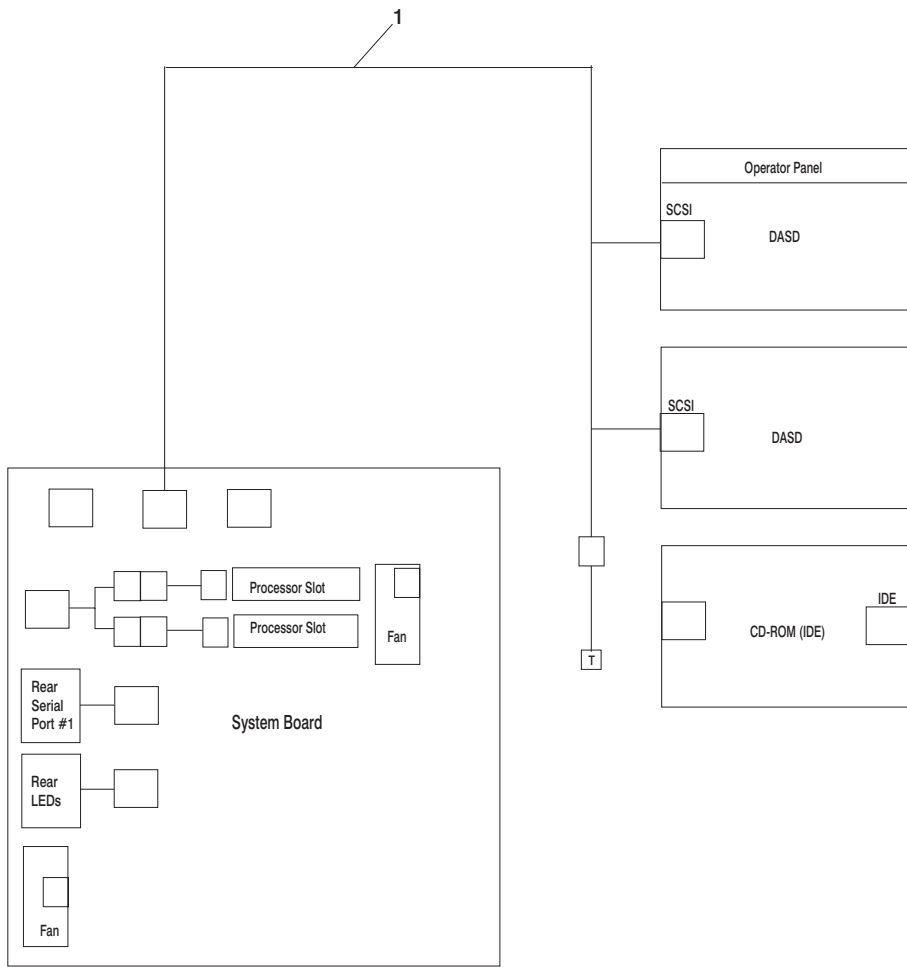 1
Operator Panel
SCSI
DASD
SCSI
DASD
IDE
CD-ROM (IDE)
T
Processor Slot
Processor Slot
Fan
Rear
Serial
Port #1
System Board
Rear
LEDs
Fan